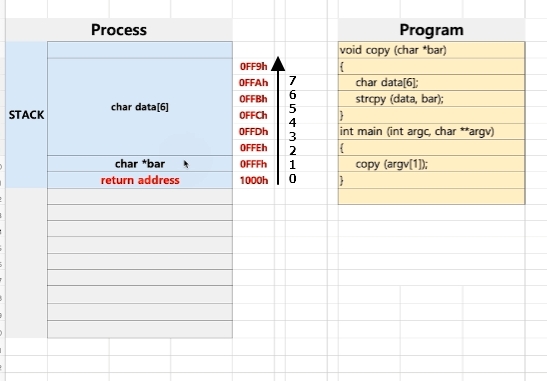 Process
Program
void copy (char *bar)
{
char data[6];
strcpy (data, bar);
}
int main (int argc, char **argv)
{
copy (argv[1]);
}
STACK
char data[6]
char *bar
return address
0FF9h
0FFAh
0FFBh
0FFCh
0FFDh
0FFEh
0FFFh
1000h
7
6
5
4
3
2
1
0